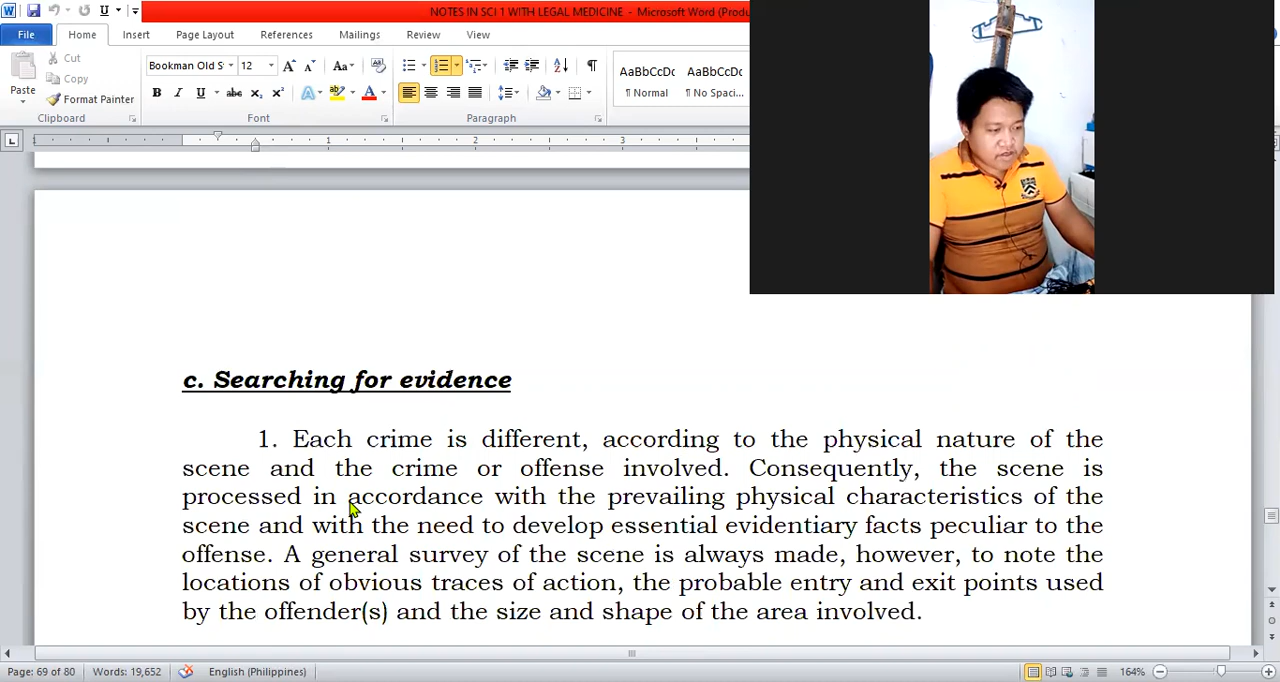 NOTES IN SCI 1 WITH LEGAL MEDICINE - Microsoft Word (Produ
File Home Insert Page Layout References Mailings Review View
Cut
Copy
Paste
Format Painter
Bookman Old S 12
AaBbCcDc AaBbCcDc
¶ Normal ¶ No Spaci...
Clipboard Font Paragraph
1 2 3
c. Searching for evidence
1. Each crime is different, according to the physical nature of the
scene and the crime or offense involved. Consequently, the scene is
processed in accordance with the prevailing physical characteristics of the
scene and with the need to develop essential evidentiary facts peculiar to the
offense. A general survey of the scene is always made, however, to note the
locations of obvious traces of action, the probable entry and exit points used
by the offender(s) and the size and shape of the area involved.
Page: 69 of 80 Words: 19,652 English (Philippines) 164%